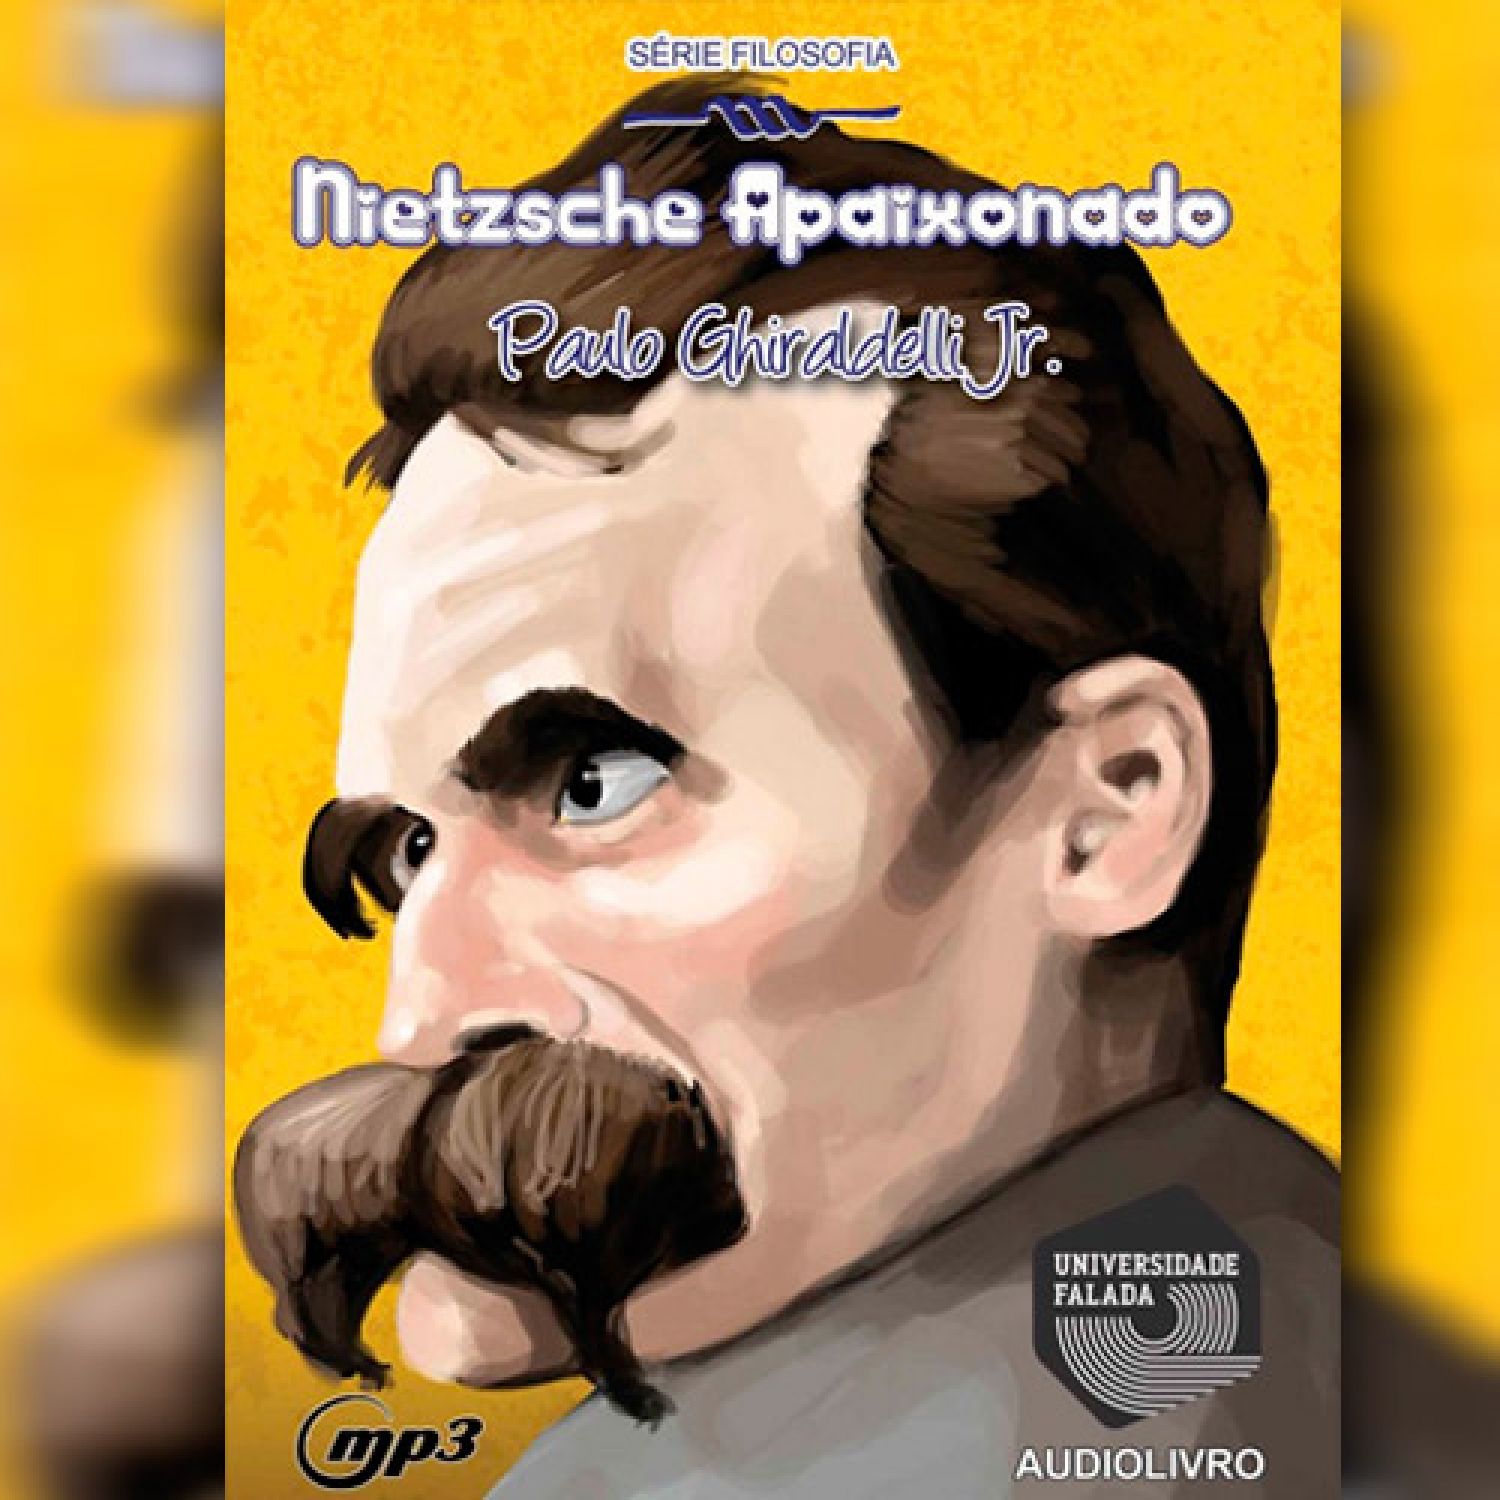 SÉRIE FILOSOFIA
Nietzsche Apaixonado
Paulo Ghiraldelli Jr.
UNIVERSIDADE
FALADA
mp3
AUDIOLIVRO